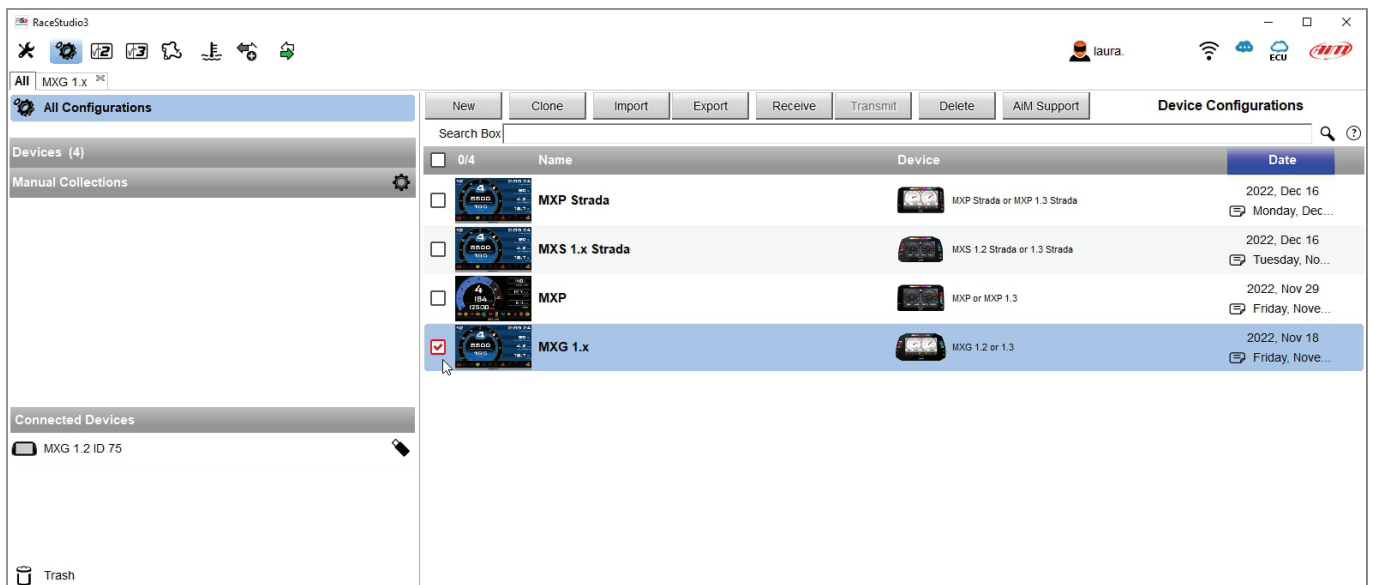 RaceStudio3
laura.
ECU
AiM
All MXG 1.x
All Configurations
Devices (4)
Manual Collections
Connected Devices
MXG 1.2 ID 75
Trash
New Clone Import Export Receive Transmit Delete AiM Support Device Configurations
Search Box
0/4 Name Device Date
MXP Strada MXP Strada or MXP 1.3 Strada 2022, Dec 16
Monday, Dec...
MXS 1.x Strada MXS 1.2 Strada or 1.3 Strada 2022, Dec 16
Tuesday, No...
MXP MXP or MXP 1.3 2022, Nov 29
Friday, Nove...
MXG 1.x MXG 1.2 or 1.3 2022, Nov 18
Friday, Nove...